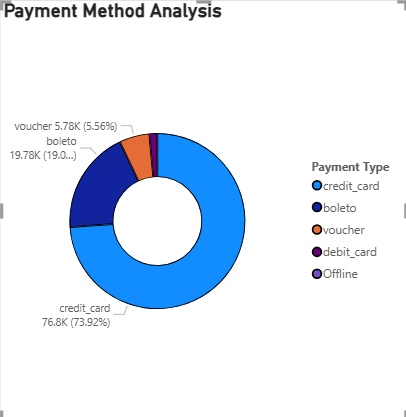 Payment Method Analysis
voucher 5.78K (5.56%)
boleto
19.78K (19.0...)
credit_card
76.8K (73.92%)
Payment Type
credit_card
boleto
voucher
debit_card
Offline